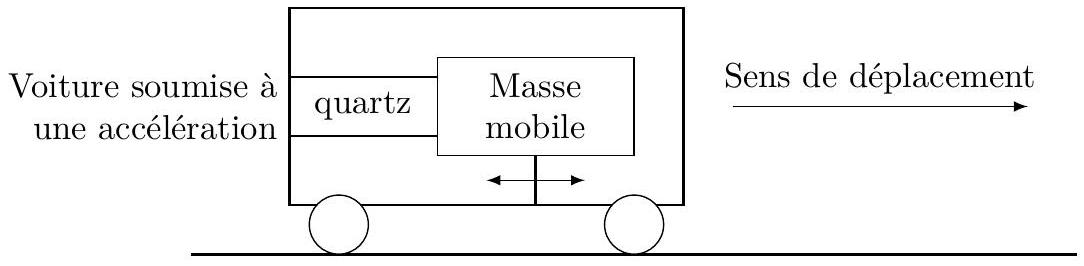 Voiture soumise à
une accélération
quartz
Masse
mobile
Sens de déplacement